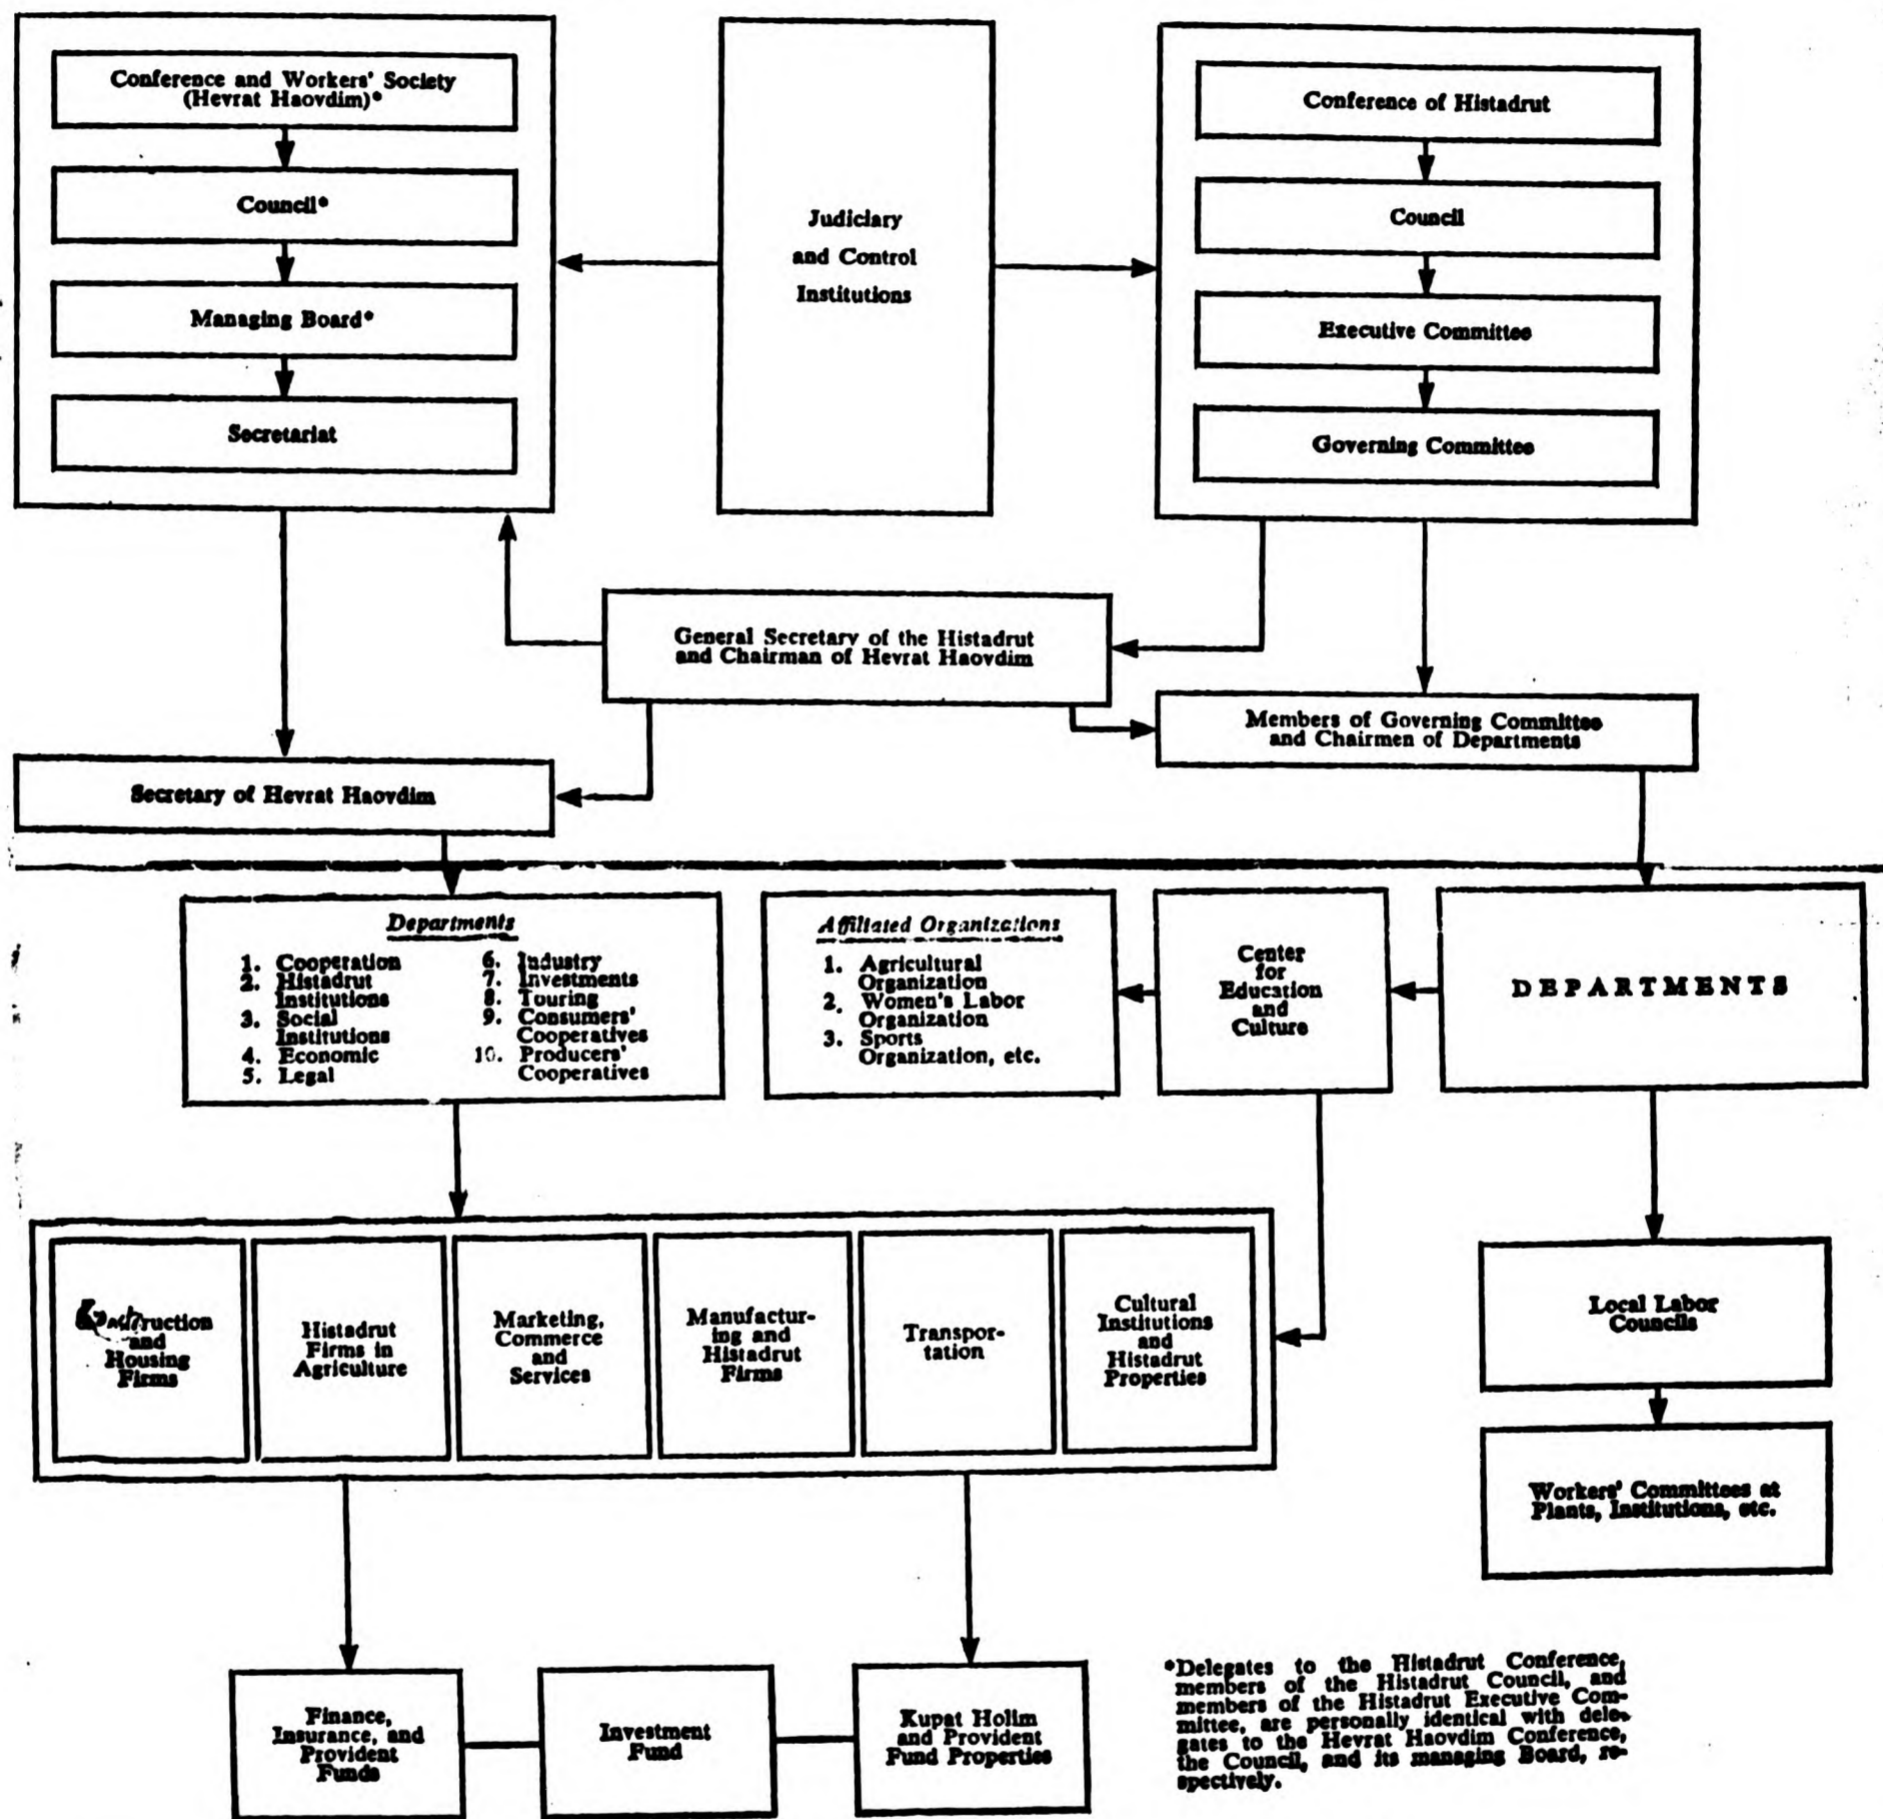 Conference and Workers' Society
(Hevrat Haovdim)*
Council*
Managing Board*
Secretariat
Judiciary
and Control
Institutions
Conference of Histadrut
Council
Executive Committee
Governing Committee
General Secretary of the Histadrut
and Chairman of Hevrat Haovdim
Members of Governing Committee
and Chairmen of Departments
Secretary of Hevrat Haovdim
Departments
1. Cooperation
2. Histadrut
Institutions
3. Social
Institutions
4. Economic
5. Legal
6. Industry
7. Investments
8. Touring
9. Consumers'
Cooperatives
10. Producers'
Cooperatives
Affiliated Organizations
1. Agricultural
Organization
2. Women's Labor
Organization
3. Sports
Organization, etc.
Center
for
Education
and
Culture
DEPARTMENTS
Construction
and
Housing
Firms
Histadrut
Firms in
Agriculture
Marketing,
Commerce
and
Services
Manufactur-
ing and
Histadrut
Firms
Transpor-
tation
Cultural
Institutions
and
Histadrut
Properties
Local Labor
Councils
Workers' Committees at
Plants, Institutions, etc.
Finance,
Insurance, and
Provident
Funds
Investment
Fund
Kupat Holim
and Provident
Fund Properties
*Delegates to the Histadrut Conference,
members of the Histadrut Council, and
members of the Histadrut Executive Com-
mittee, are personally identical with dele-
gates to the Hevrat Haovdim Conference,
the Council, and its managing Board, re-
spectively.